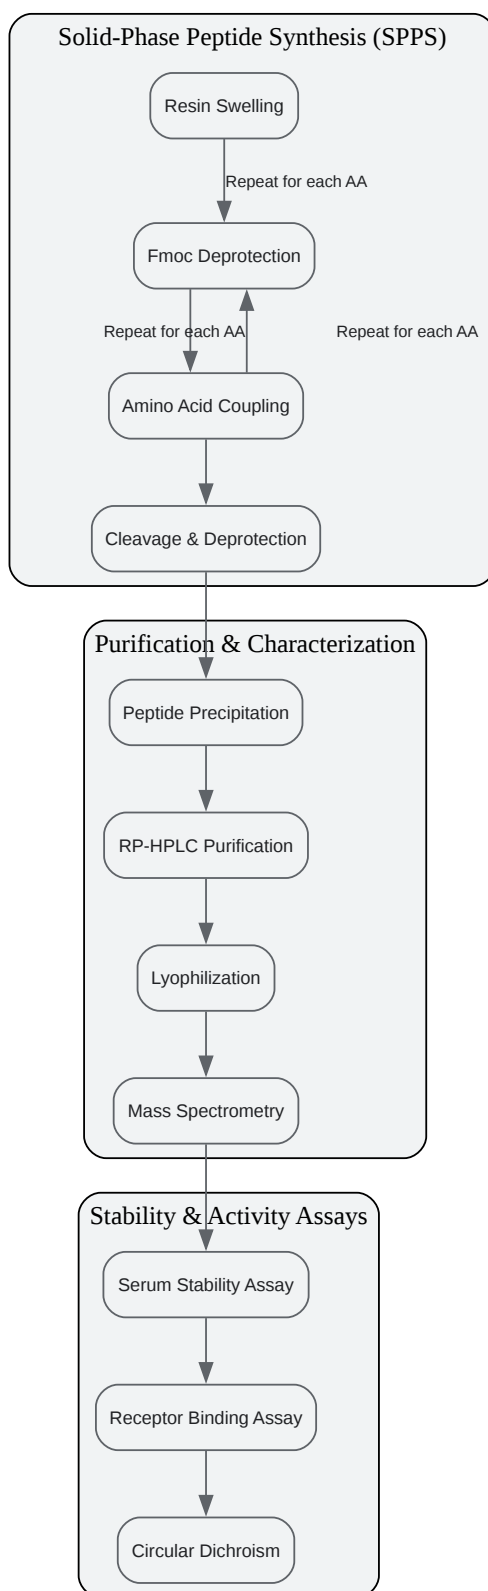 Solid-Phase Peptide Synthesis (SPPS)
Resin Swelling
Repeat for each AA
Fmoc Deprotection
Repeat for each AA
Repeat for each AA
Amino Acid Coupling
Cleavage & Deprotection
Purification & Characterization
Peptide Precipitation
RP-HPLC Purification
Lyophilization
Mass Spectrometry
Stability & Activity Assays
Serum Stability Assay
Receptor Binding Assay
Circular Dichroism